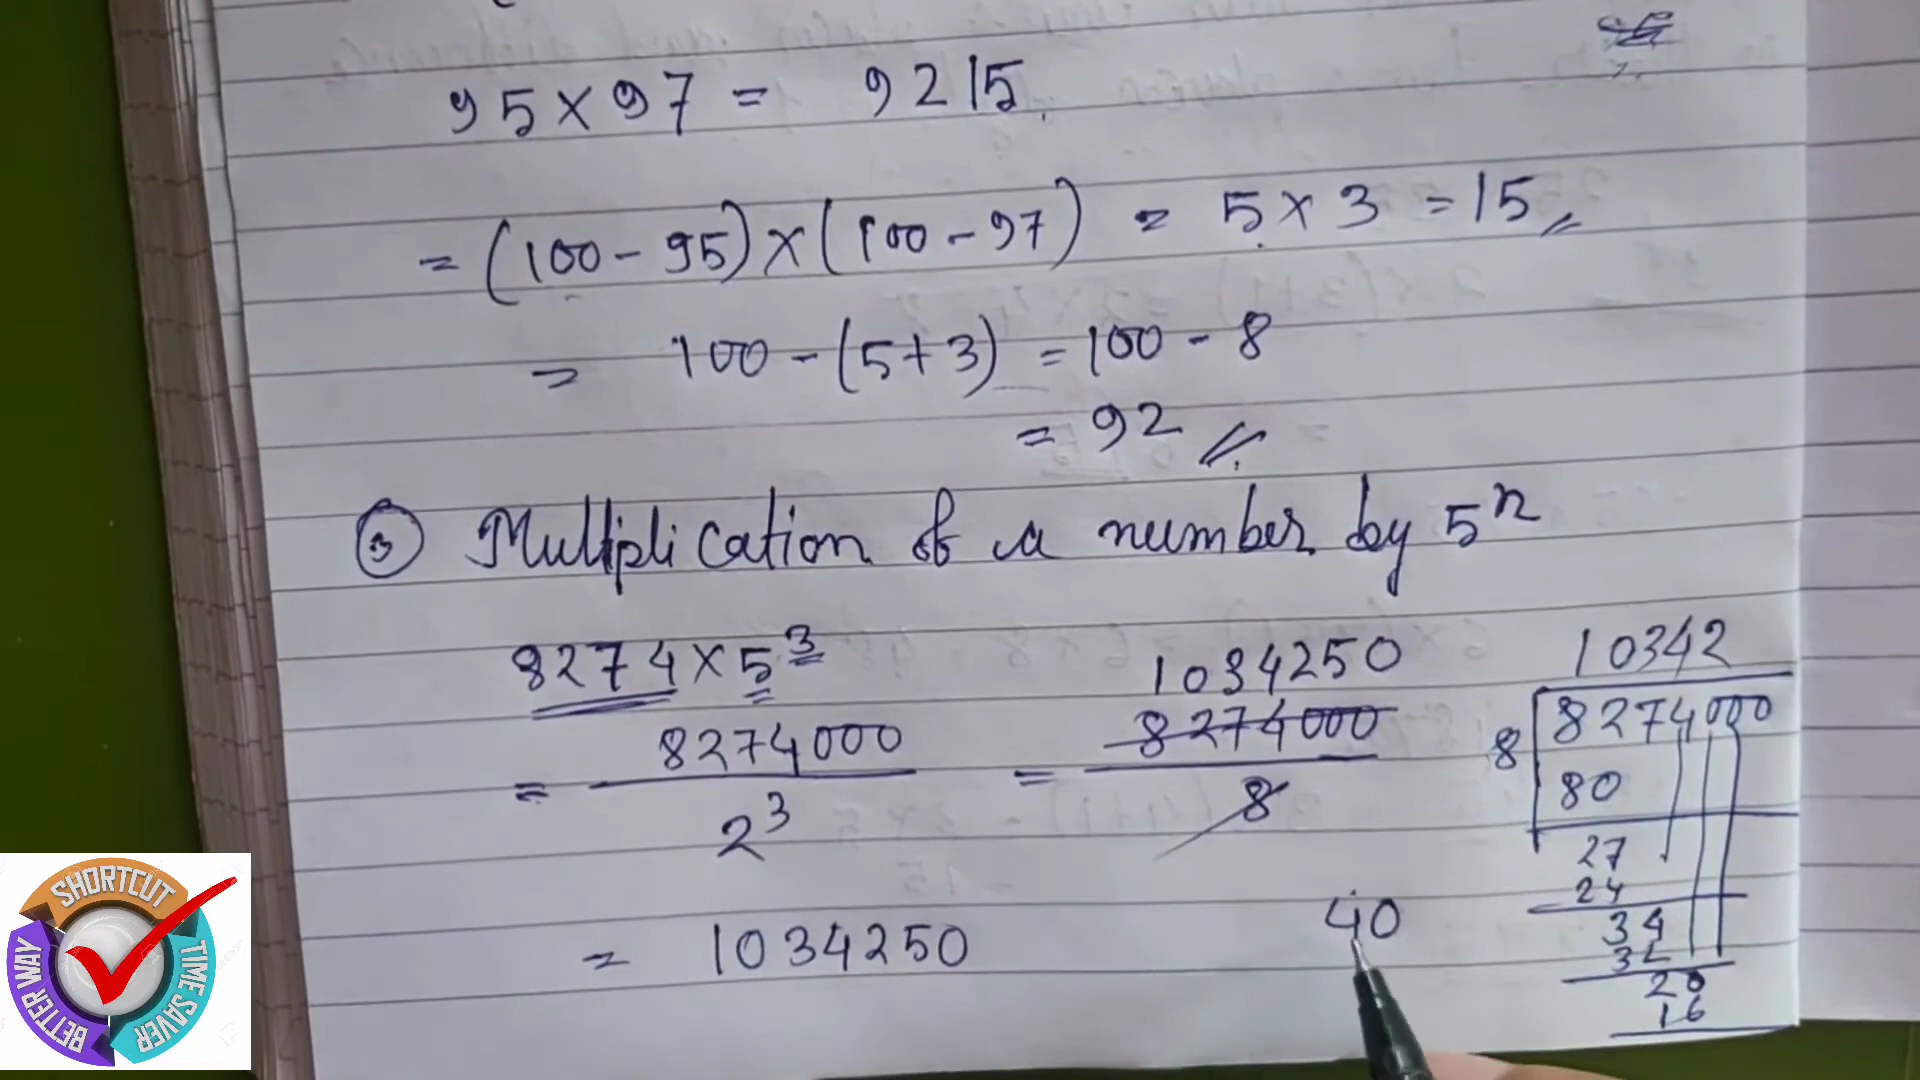 95 × 97 = 9215
= (100 - 95) × (100 - 97) = 5 × 3 = 15
= 100 - (5 + 3) = 100 - 8
= 92
③ Multiplication of a number by 5ⁿ
8274 × 5³
= 8274000 / 2³ = 8274000 / 8
1034250
= 1034250
40
10342
8 8274000
80
27
24
34
32
20
16
SHORTCUT
TIME SAVER
BETTER WAY